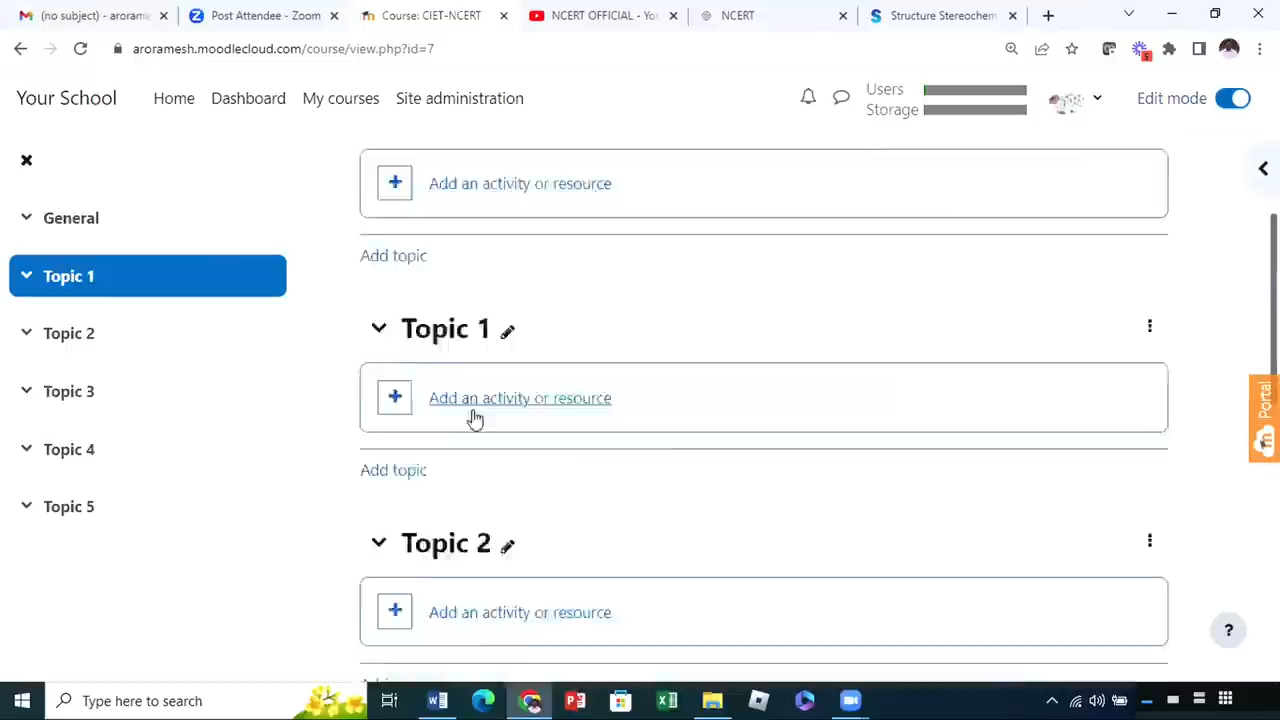 (no subject) - arorame
Post Attendee - Zoom
Course: CIET-NCERT
NCERT OFFICIAL - You
NCERT
Structure Stereochem
aroramesh.moodlecloud.com/course/view.php?id=7
5
Your School
Home
Dashboard
My courses
Site administration
Users
Storage
Edit mode
General
Topic 1
Topic 2
Topic 3
Topic 4
Topic 5
Add an activity or resource
Add topic
Topic 1
Add an activity or resource
Add topic
Topic 2
Add an activity or resource
Portal
?
Type here to search